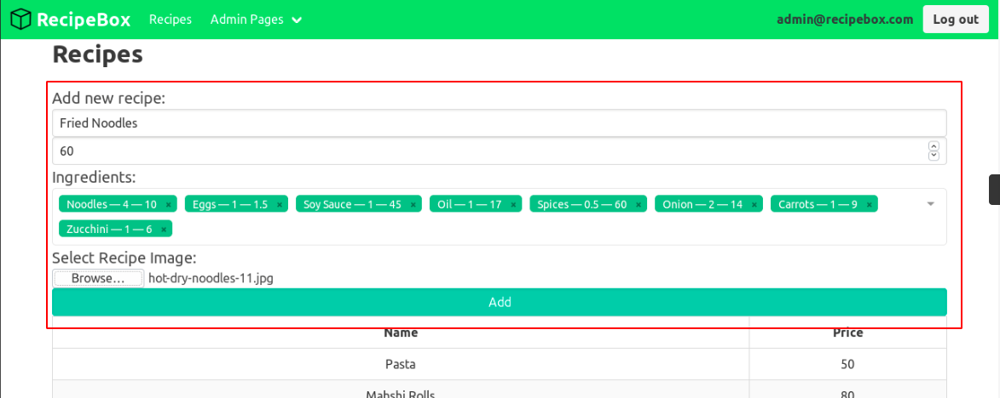 RecipeBox Recipes Admin Pages admin@recipebox.com Log out
Recipes
Add new recipe:
Fried Noodles
60
Ingredients:
Noodles — 4 — 10 × Eggs — 1 — 1.5 × Soy Sauce — 1 — 45 × Oil — 1 — 17 × Spices — 0.5 — 60 × Onion — 2 — 14 × Carrots — 1 — 9 ×
Zucchini — 1 — 6 ×
Select Recipe Image:
Browse... hot-dry-noodles-11.jpg
Add
Name Price
Pasta 50
Mahshi Rolls 80